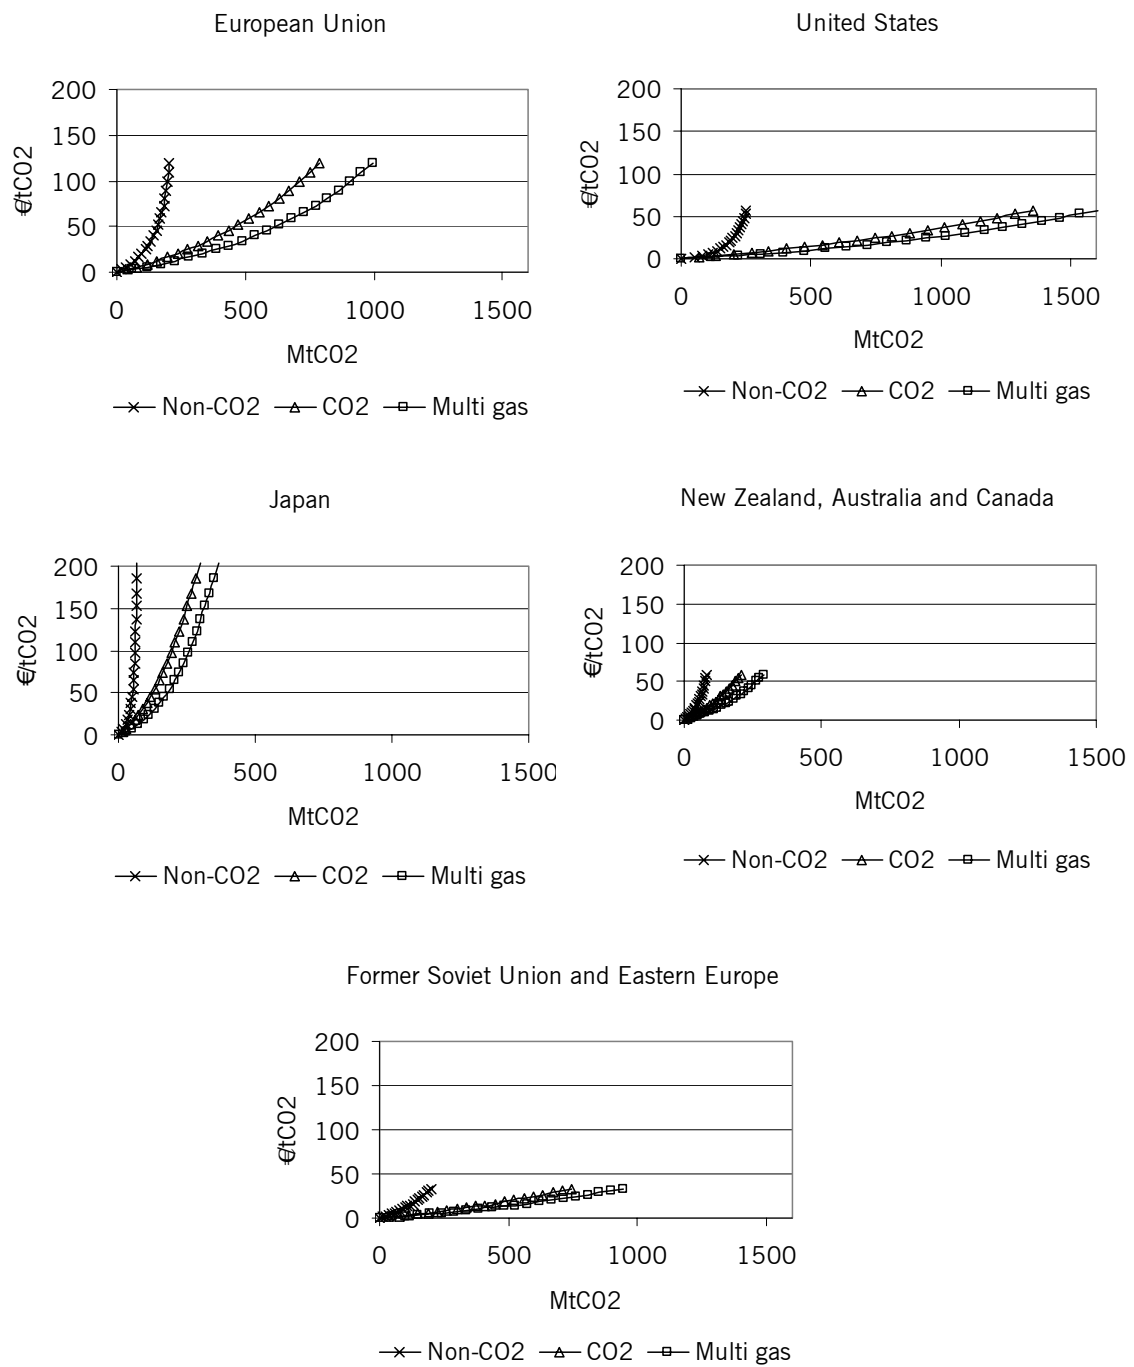 European Union
200
150
100
50
0
€/tCO2
0 500 1000 1500
MtCO2
Non-CO2 CO2 Multi gas
United States
200
150
100
50
0
€/tCO2
0 500 1000 1500
MtCO2
Non-CO2 CO2 Multi gas
Japan
200
150
100
50
0
€/tCO2
0 500 1000 1500
MtCO2
Non-CO2 CO2 Multi gas
New Zealand, Australia and Canada
200
150
100
50
0
€/tCO2
0 500 1000 1500
MtCO2
Non-CO2 CO2 Multi gas
Former Soviet Union and Eastern Europe
200
150
100
50
0
€/tCO2
0 500 1000 1500
MtCO2
Non-CO2 CO2 Multi gas